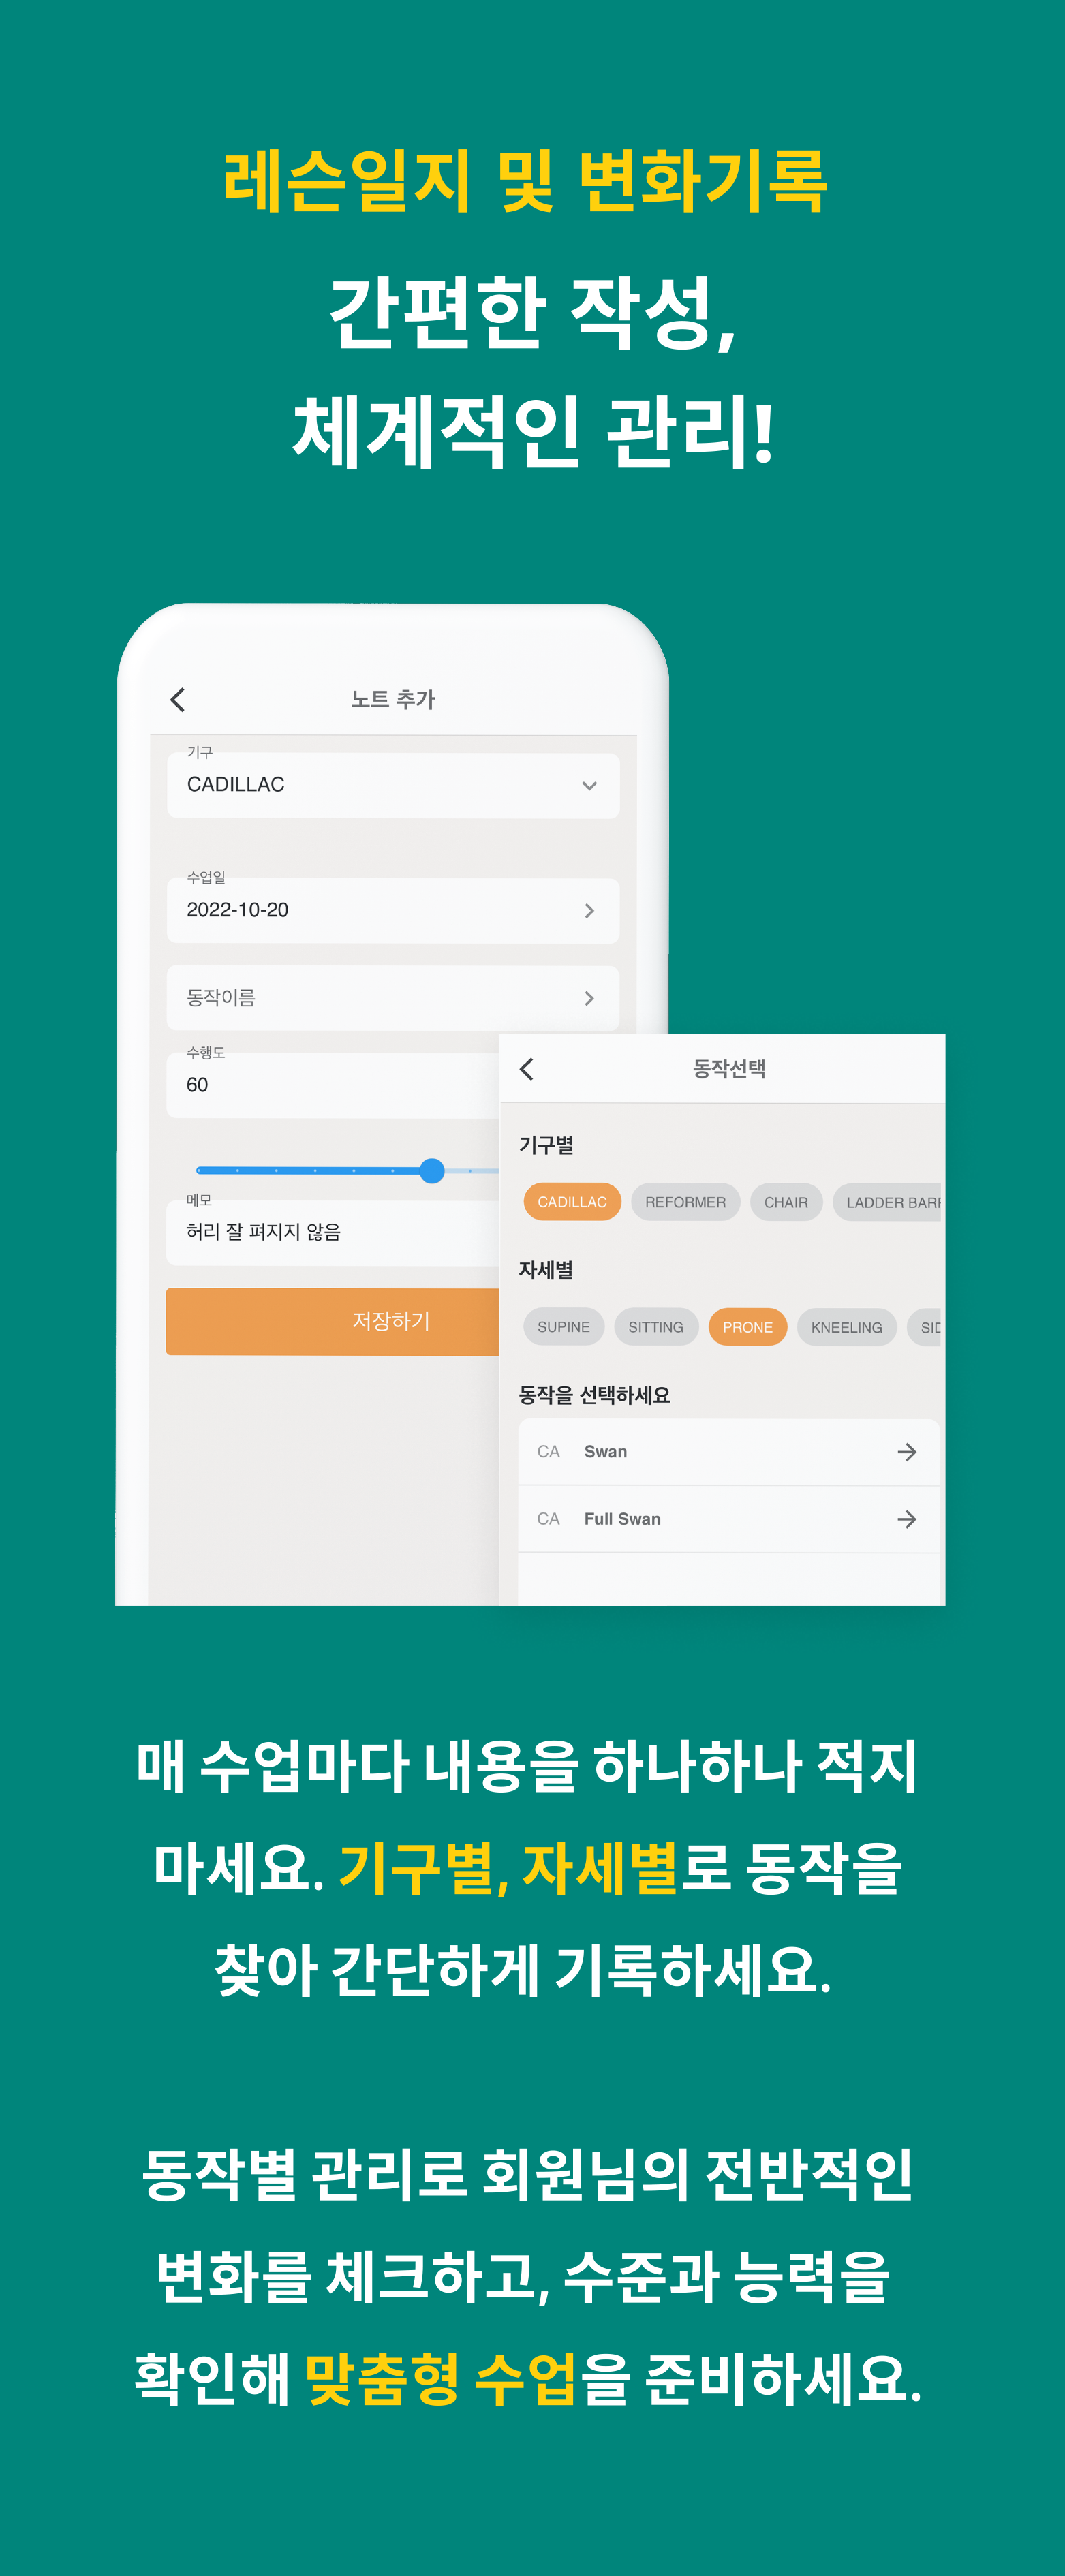 레슨일지 및 변화기록
간편한 작성,
체계적인 관리!
노트 추가
기구
CADILLAC
수업일
2022-10-20
동작이름
수행도
60
메모
허리 잘 펴지지 않음
저장하기
동작선택
기구별
CADILLAC REFORMER CHAIR LADDER
자세별
SUPINE SITTING PRONE KNEELING
동작을 선택하세요
CA Swan
CA Full Swan
매 수업마다 내용을 하나하나 적지
마세요. 기구별, 자세별로 동작을
찾아 간단하게 기록하세요.
동작별 관리로 회원님의 전반적인
변화를 체크하고, 수준과 능력을
확인해 맞춤형 수업을 준비하세요.